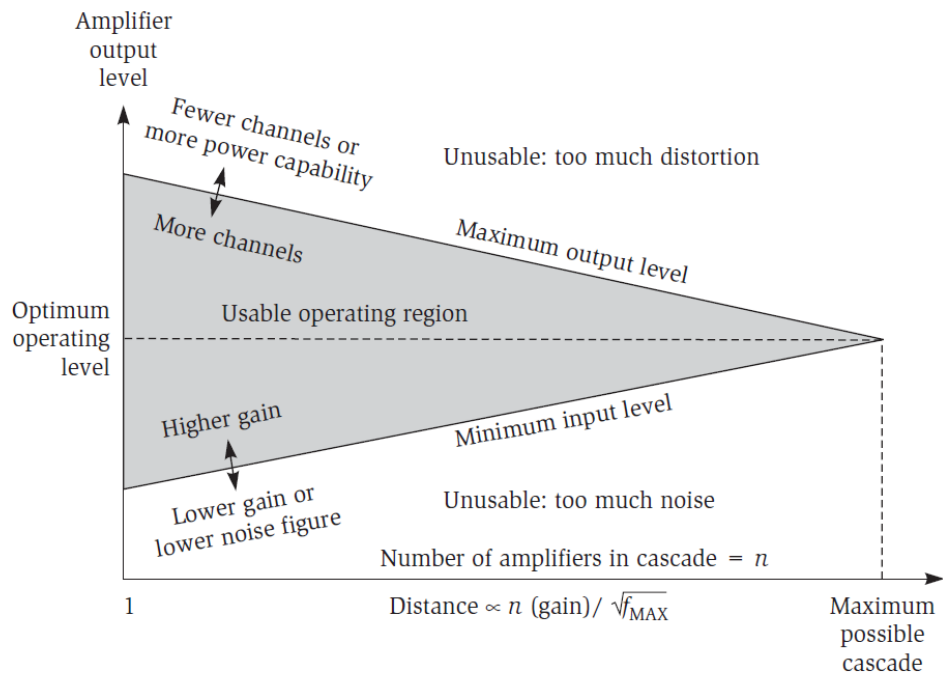 Amplifier
output
level
Fewer channels or
more power capability
Unusable: too much distortion
More channels
Maximum output level
Usable operating region
Optimum
operating
level
Higher gain
Minimum input level
Lower gain or
lower noise figure
Unusable: too much noise
Number of amplifiers in cascade = n
1
Distance ∝ n (gain)/ √fMAX
Maximum
possible
cascade